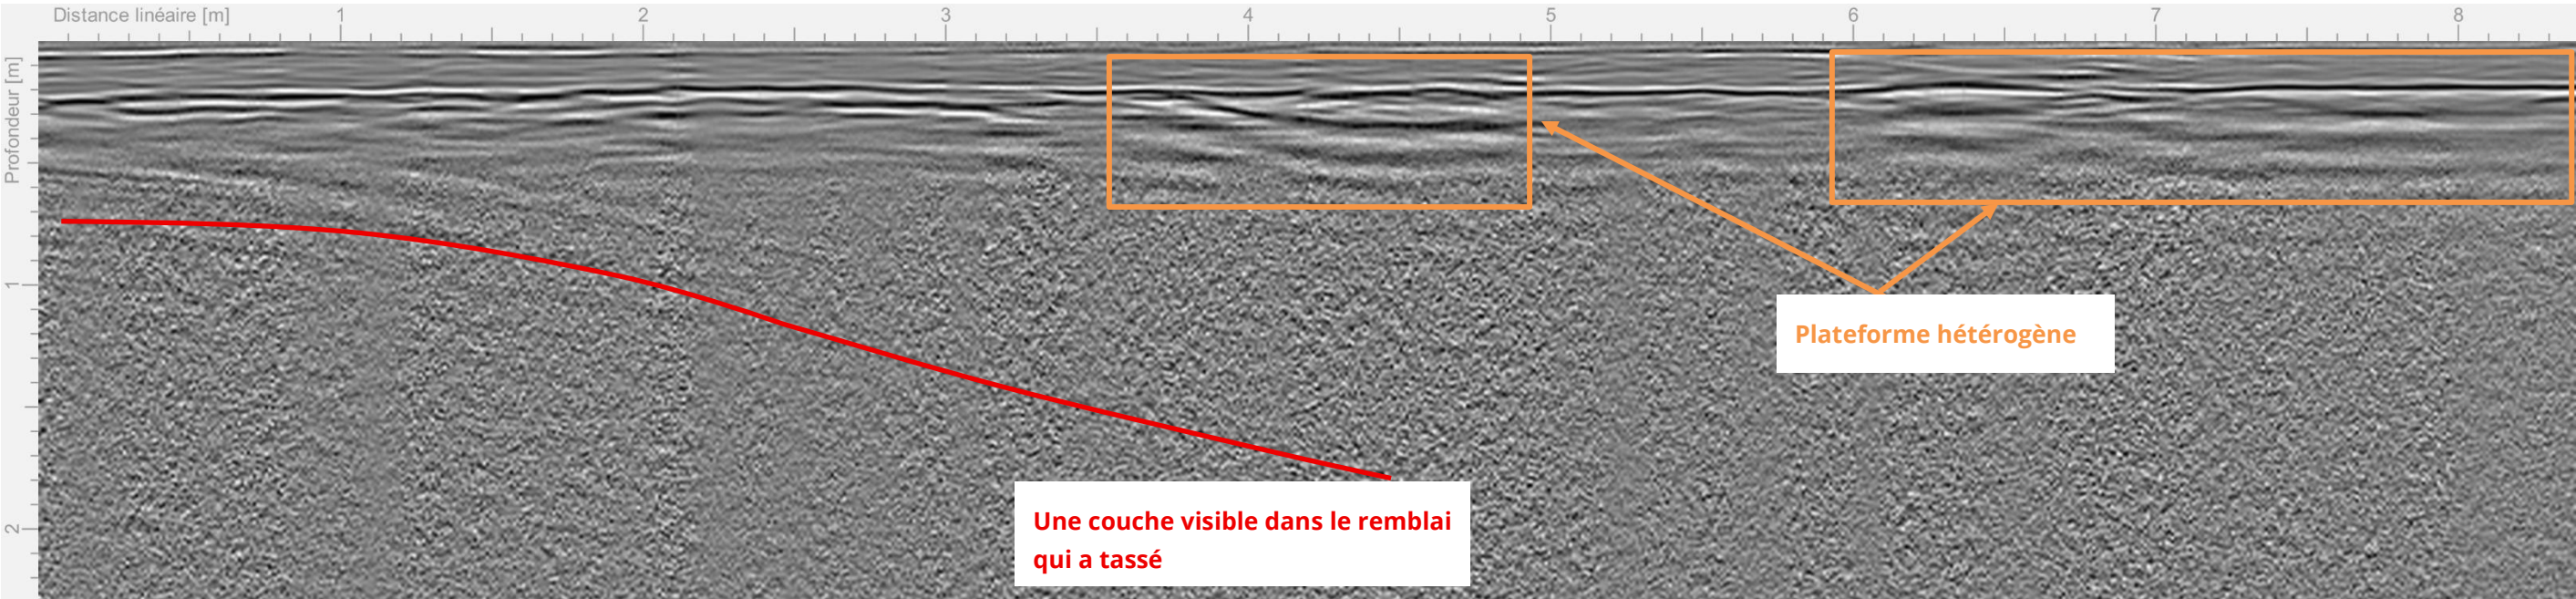 Distance linéaire [m] 1 2 3 4 5 6 7 8
Profondeur [m]
1
Plateforme hétérogène
Une couche visible dans le remblai
qui a tassé
2